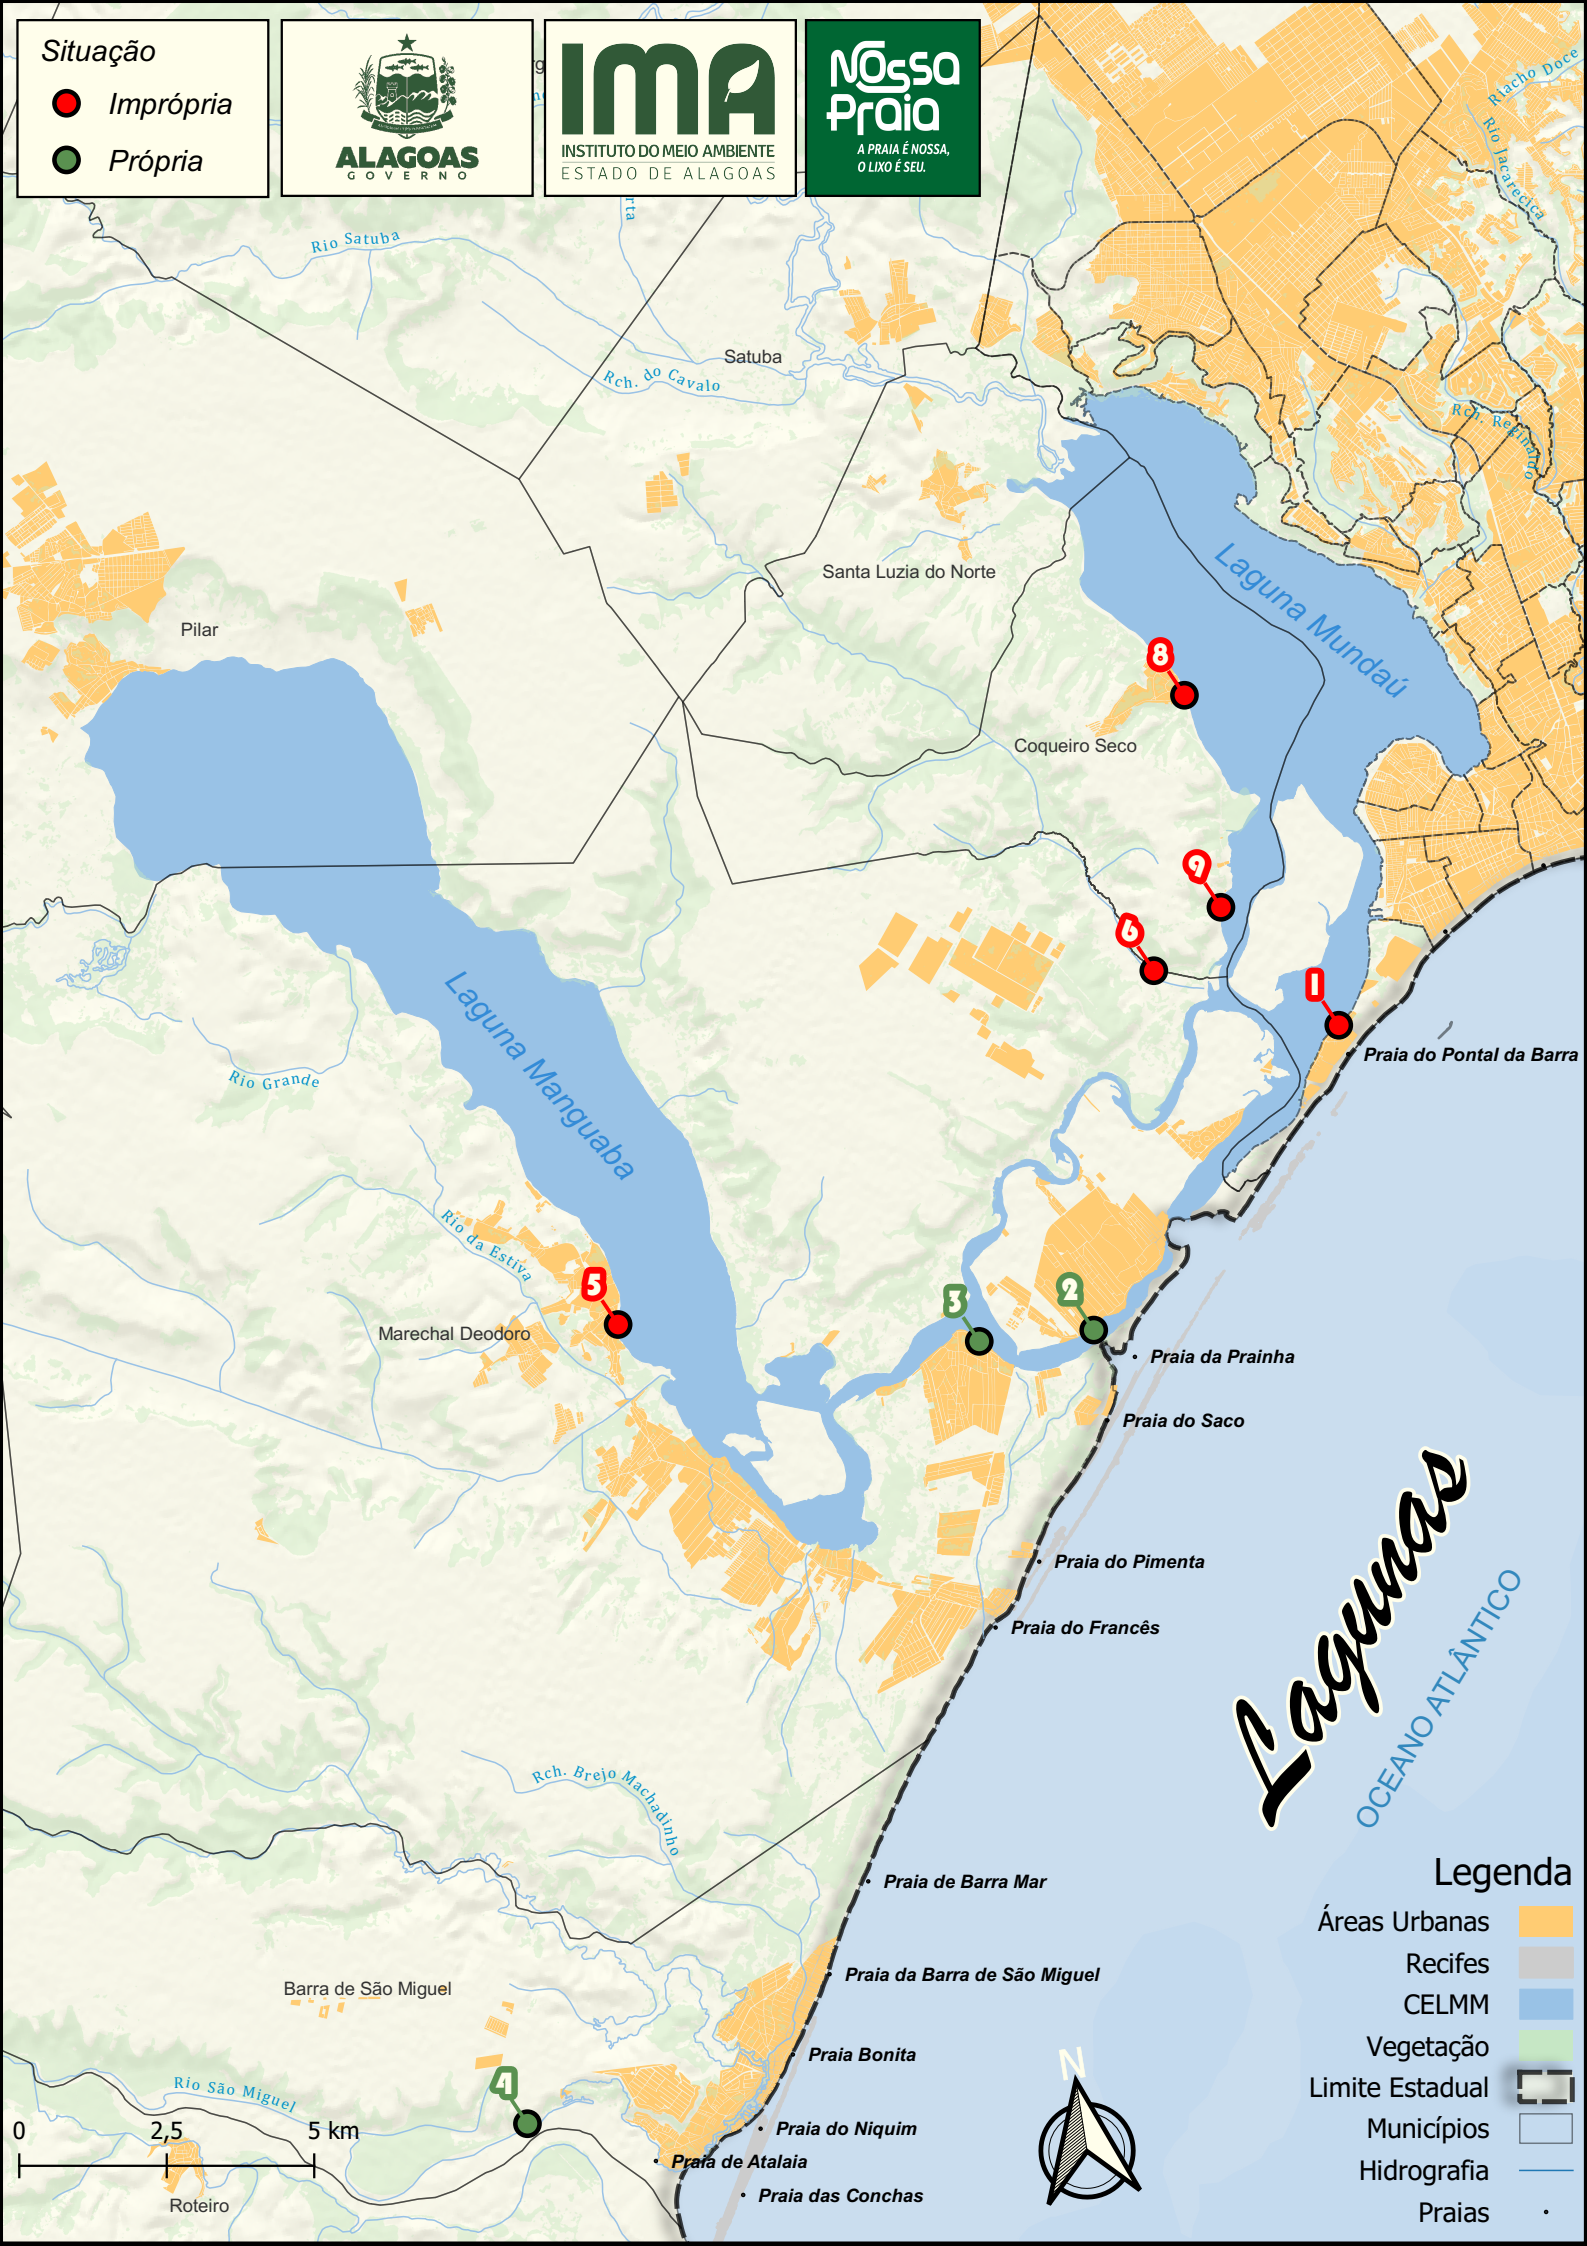 Situação
Imprópria
Própria
ALAGOAS
GOVERNO
IMA
INSTITUTO DO MEIO AMBIENTE
ESTADO DE ALAGOAS
Nossa
Praia
A PRAIA É NOSSA,
O LIXO É SEU.
Riacho Doce
Rio Jacarecica
Rio Satuba
Satuba
Rch. do Cavalo
Rch. Reginaldo
Santa Luzia do Norte
Laguna Mundaú
Pilar
8
Coqueiro Seco
9
6
1
Laguna Manguaba
Praia do Pontal da Barra
Rio Grande
Rio da Estiva
5
3
2
Marechal Deodoro
Praia da Prainha
Praia do Saco
Praia do Pimenta
Praia do Francês
Lagunas
OCEANO ATLÂNTICO
Rch. Brejo Machadinho
Praia de Barra Mar
Praia da Barra de São Miguel
Barra de São Miguel
Praia Bonita
Rio São Miguel
4
Praia do Niquim
Praia de Atalaia
Praia das Conchas
Roteiro
0 2,5 5 km
N
Legenda
Áreas Urbanas
Recifes
CELMM
Vegetação
Limite Estadual
Municípios
Hidrografia
Praias